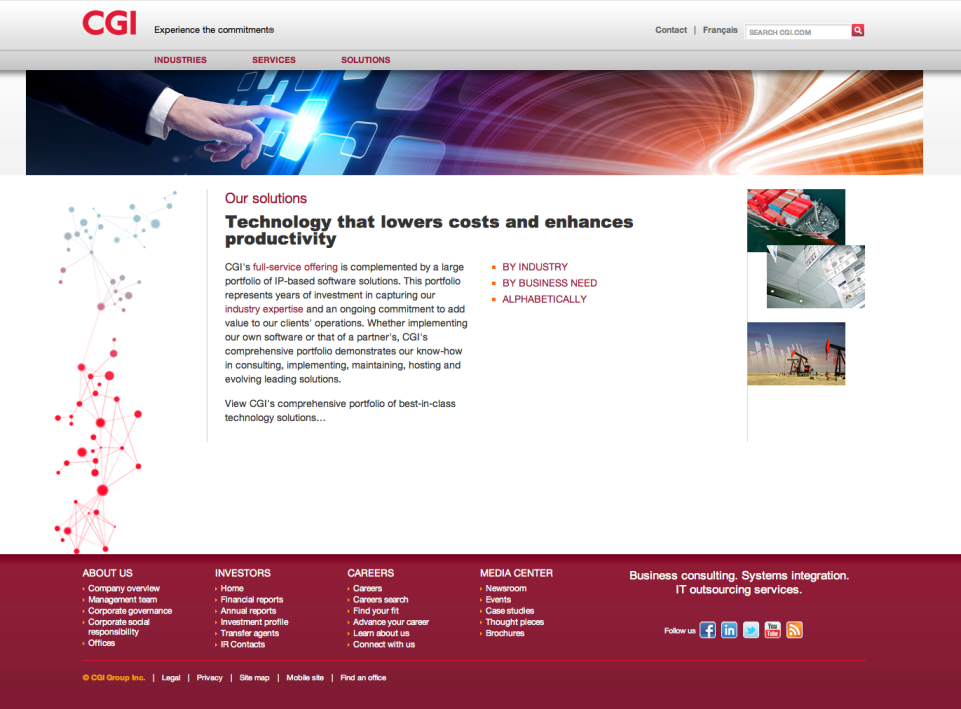 CGI
Experience the commitment®
Contact | Français
SEARCH CGI.COM
INDUSTRIES
SERVICES
SOLUTIONS
Our solutions
Technology that lowers costs and enhances
productivity
CGI's full-service offering is complemented by a large
portfolio of IP-based software solutions. This portfolio
represents years of investment in capturing our
industry expertise and an ongoing commitment to add
value to our clients' operations. Whether implementing
our own software or that of a partner's, CGI's
comprehensive portfolio demonstrates our know-how
in consulting, implementing, maintaining, hosting and
evolving leading solutions.
View CGI's comprehensive portfolio of best-in-class
technology solutions…
BY INDUSTRY
BY BUSINESS NEED
ALPHABETICALLY
ABOUT US
Company overview
Management team
Corporate governance
Corporate social
responsibility
Offices
INVESTORS
Home
Financial reports
Annual reports
Investment profile
Transfer agents
IR Contacts
CAREERS
Careers
Careers search
Find your fit
Advance your career
Learn about us
Connect with us
MEDIA CENTER
Newsroom
Events
Case studies
Thought pieces
Brochures
Business consulting. Systems integration.
IT outsourcing services.
Follow us
f
in
You
Tube
© CGI Group Inc. | Legal | Privacy | Site map | Mobile site | Find an office